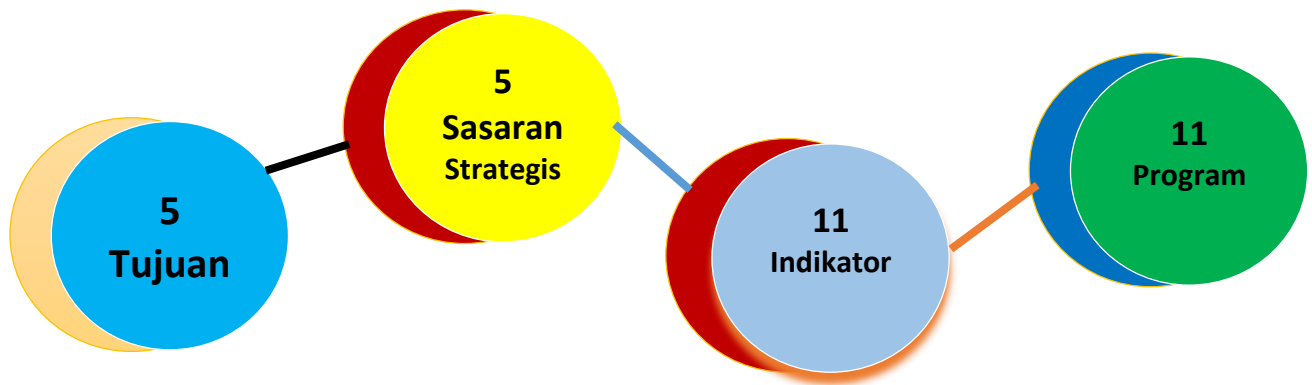 5
Tujuan
5
Sasaran
Strategis
11
Indikator
11
Program